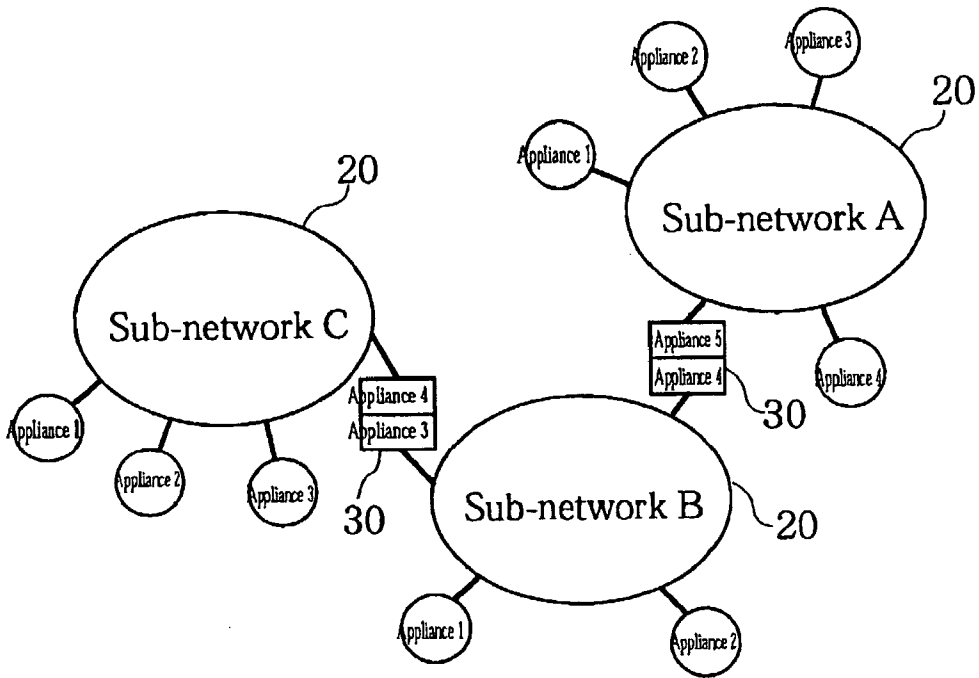 Appliance 3
Appliance 2
20
Appliance 1
20
Sub-network A
Sub-network C
Appliance 5
Appliance 4
Appliance 4
30
Appliance 4
Appliance 3
Appliance 1
Appliance 2
Appliance 3
30
Sub-network B
20
Appliance 1
Appliance 2